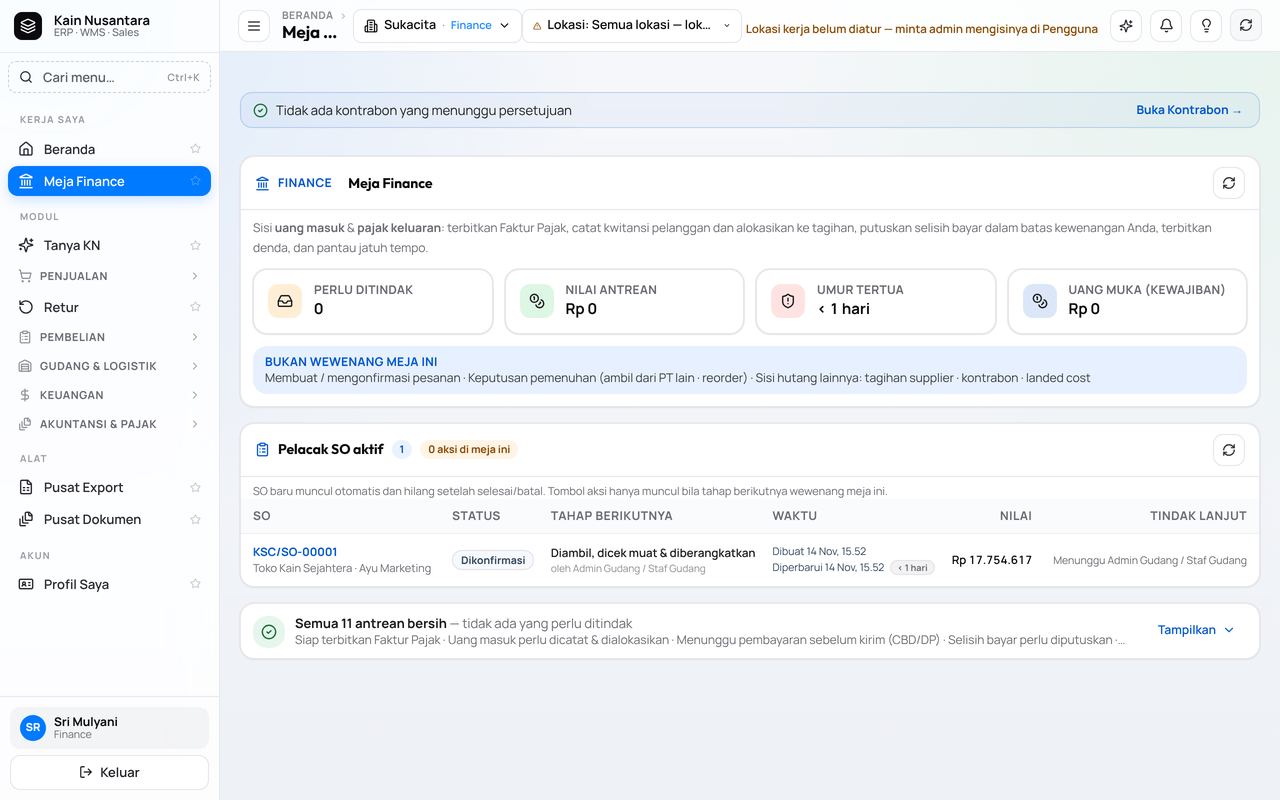 Kain Nusantara
ERP · WMS · Sales
Cari menu... Ctrl+K
KERJA SAYA
Beranda
Meja Finance
MODUL
Tanya KN
PENJUALAN
Retur
PEMBELIAN
GUDANG & LOGISTIK
KEUANGAN
AKUNTANSI & PAJAK
ALAT
Pusat Export
Pusat Dokumen
AKUN
Profil Saya
SR
Sri Mulyani
Finance
Keluar
BERANDA
Meja ...
Sukacita · Finance
Lokasi: Semua lokasi — lok...
Lokasi kerja belum diatur — minta admin mengisinya di Pengguna
Tidak ada kontrabon yang menunggu persetujuan
Buka Kontrabon →
FINANCE Meja Finance
Sisi uang masuk & pajak keluaran: terbitkan Faktur Pajak, catat kwitansi pelanggan dan alokasikan ke tagihan, putuskan selisih bayar dalam batas kewenangan Anda, terbitkan
denda, dan pantau jatuh tempo.
PERLU DITINDAK
0
NILAI ANTREAN
Rp 0
UMUR TERTUA
< 1 hari
UANG MUKA (KEWAJIBAN)
Rp 0
BUKAN WEWENANG MEJA INI
Membuat / mengonfirmasi pesanan · Keputusan pemenuhan (ambil dari PT lain · reorder) · Sisi hutang lainnya: tagihan supplier · kontrabon · landed cost
Pelacak SO aktif 1 0 aksi di meja ini
SO baru muncul otomatis dan hilang setelah selesai/batal. Tombol aksi hanya muncul bila tahap berikutnya wewenang meja ini.
SO STATUS TAHAP BERIKUTNYA WAKTU NILAI TINDAK LANJUT
KSC/SO-00001
Toko Kain Sejahtera · Ayu Marketing
Dikonfirmasi
Diambil, dicek muat & diberangkatkan
oleh Admin Gudang / Staf Gudang
Dibuat 14 Nov, 15.52
Diperbarui 14 Nov, 15.52 < 1 hari
Rp 17.754.617
Menunggu Admin Gudang / Staf Gudang
Semua 11 antrean bersih — tidak ada yang perlu ditindak
Siap terbitkan Faktur Pajak · Uang masuk perlu dicatat & dialokasikan · Menunggu pembayaran sebelum kirim (CBD/DP) · Selisih bayar perlu diputuskan ·...
Tampilkan